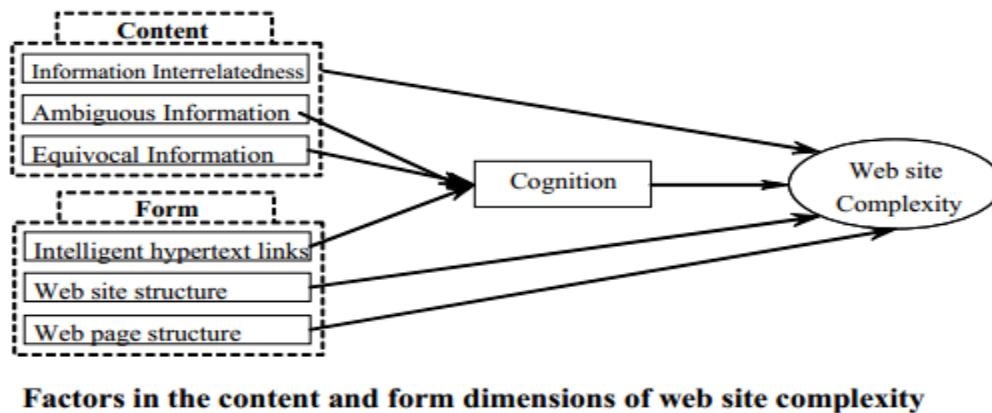 Content
Information Interrelatedness
Ambiguous Information
Equivocal Information
Form
Intelligent hypertext links
Web site structure
Web page structure
Cognition
Web site
Complexity
Factors in the content and form dimensions of web site complexity